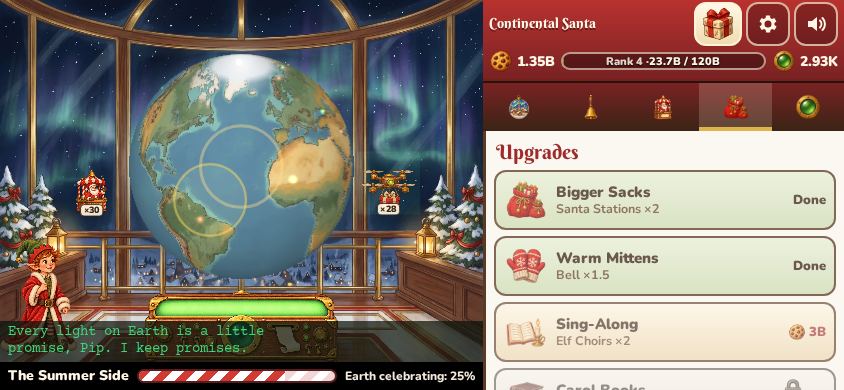 Continental Santa
1.35B
Rank 4 ·23.7B / 120B
2.93K
×30
×28
Every light on Earth is a little
promise, Pip. I keep promises.
The Summer Side
Earth celebrating: 25%
Upgrades
Bigger Sacks
Santa Stations ×2
Done
Warm Mittens
Bell ×1.5
Done
Sing-Along
Elf Choirs ×2
3B
Carol Books